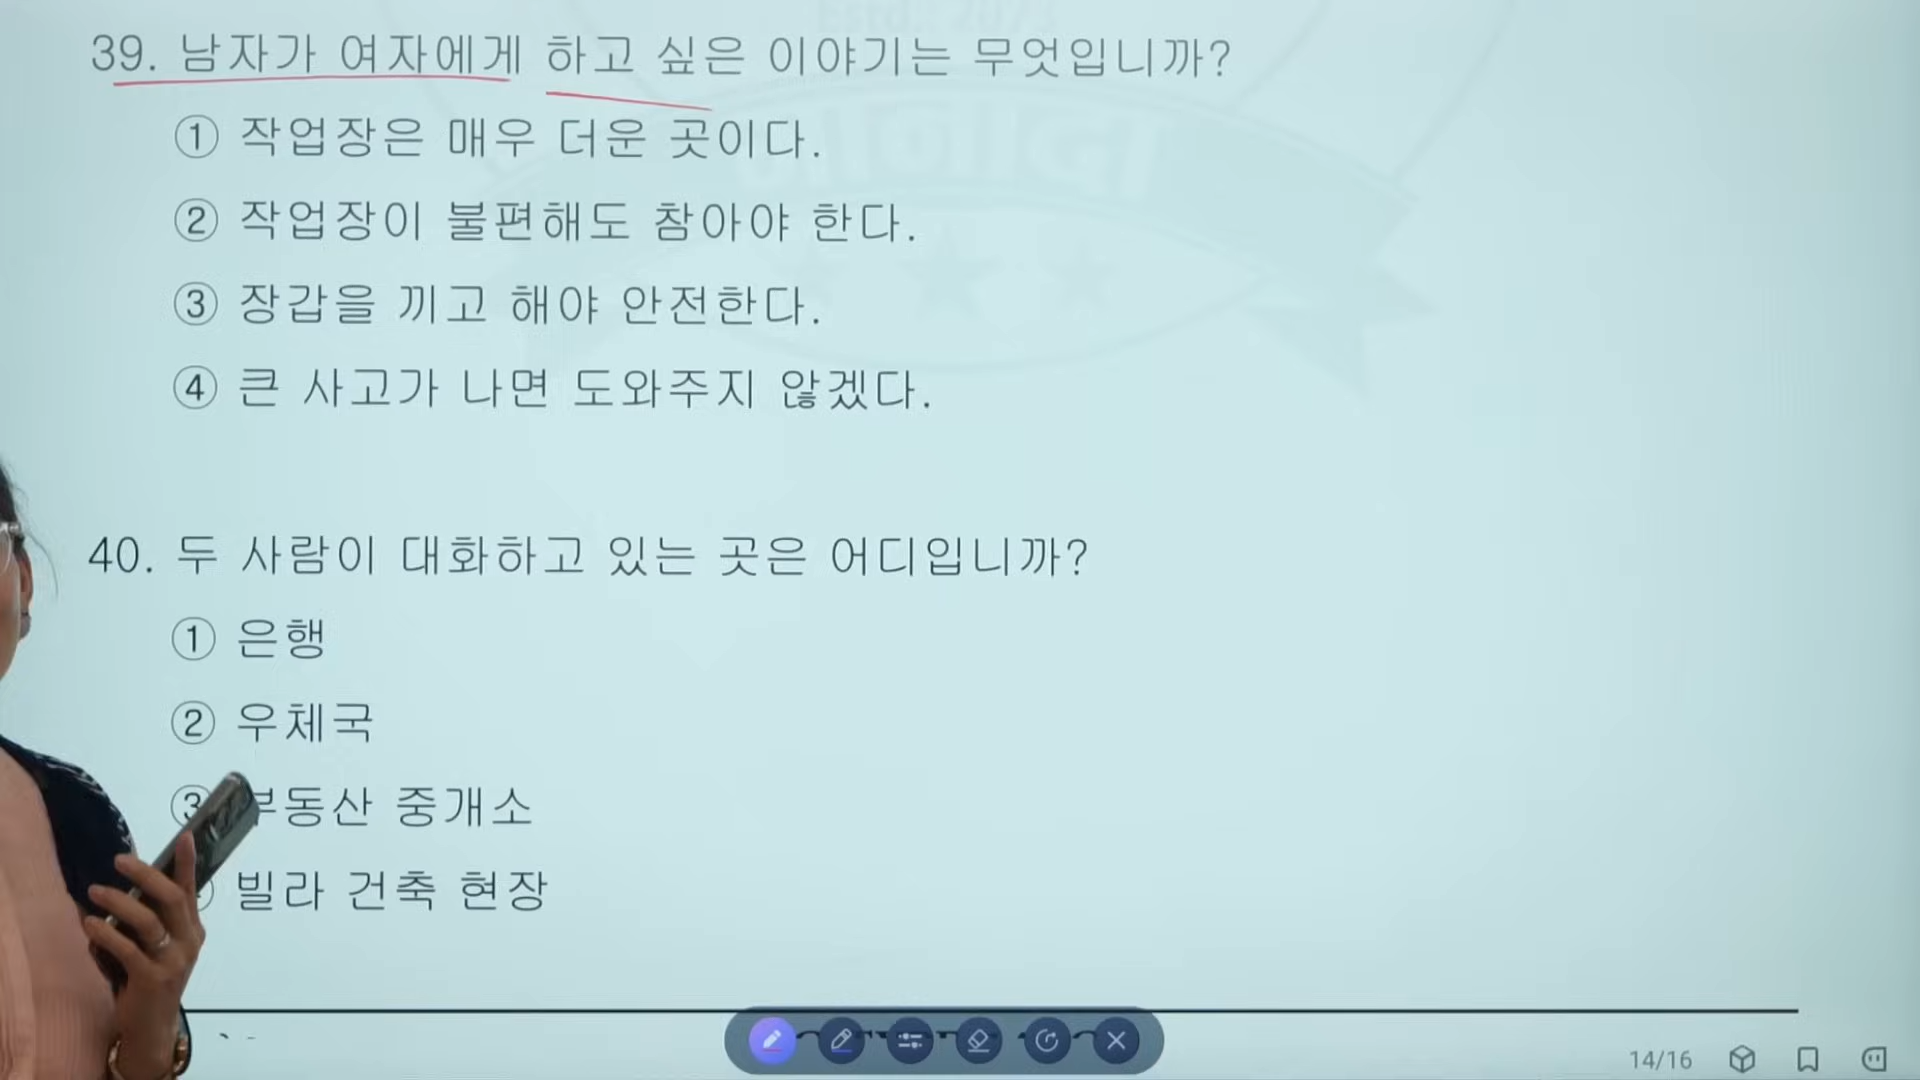 39. 남자가 여자에게 하고 싶은 이야기는 무엇입니까?
① 작업장은 매우 더운 곳이다.
② 작업장이 불편해도 참아야 한다.
③ 장갑을 끼고 해야 안전한다.
④ 큰 사고가 나면 도와주지 않겠다.
40. 두 사람이 대화하고 있는 곳은 어디입니까?
① 은행
② 우체국
③ 부동산 중개소
빌라 건축 현장
14/16